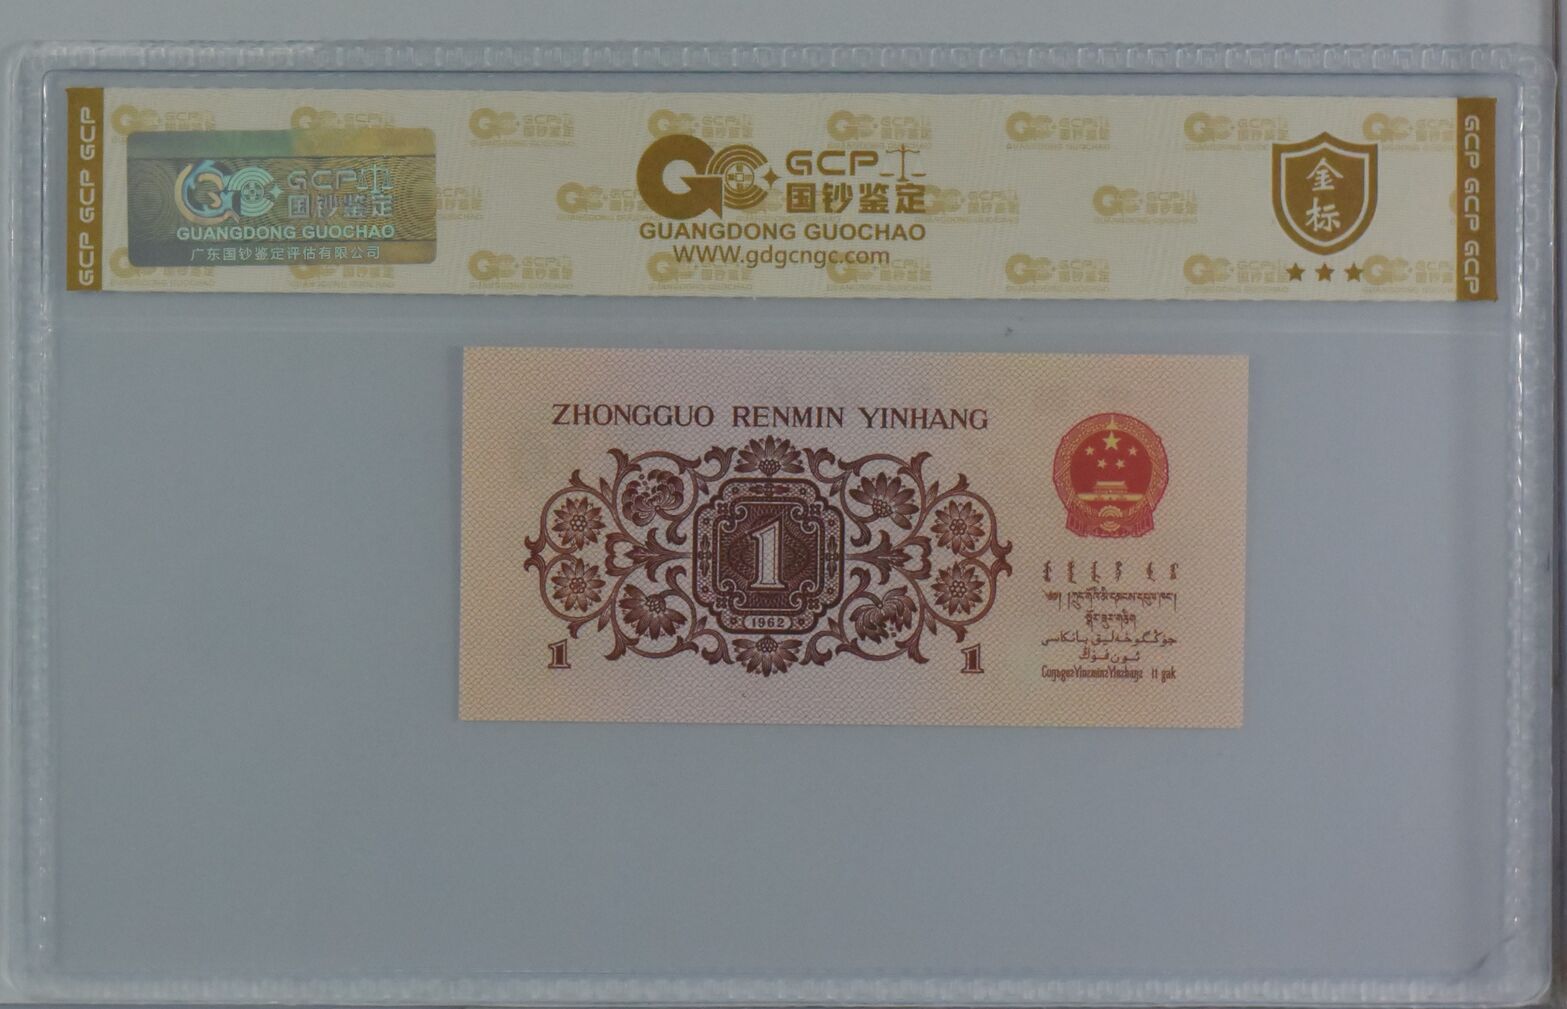 GCP GCP GCP
GCP 国钞鉴定
GUANGDONG GUOCHAO
广东国钞鉴定评估有限公司
GCP
国钞鉴定
GUANGDONG GUOCHAO
WWW.gdgcngc.com
金标
GCP GCP GCP
ZHONGGUO RENMIN YINHANG
1
1962
1
1